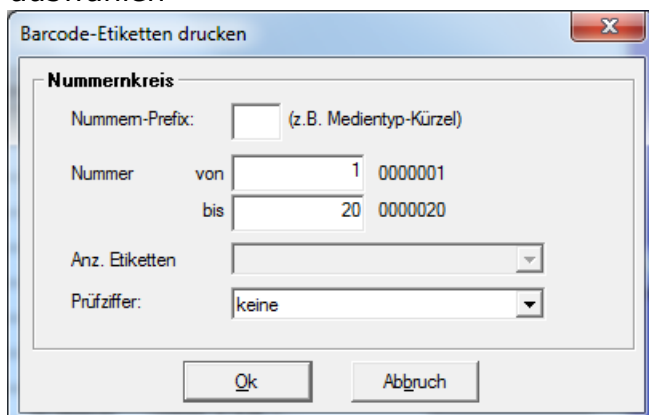 Barcode-Etiketten drucken
Nummernkreis
Nummern-Prefix: (z.B. Medientyp-Kürzel)
Nummer von 1 0000001
bis 20 0000020
Anz. Etiketten
Prüfziffer: keine
Ok Abbruch